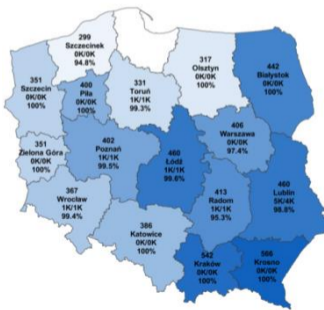 299
Szczecinek
0K/0K
94.8%
317
Olsztyn
0K/0K
100%
442
Białystok
0K/0K
100%
351
Szczecin
0K/0K
100%
400
Piła
0K/0K
100%
331
Toruń
1K/1K
99.3%
351
Zielona Góra
0K/0K
100%
402
Poznań
1K/1K
99.5%
460
Łódź
1K/1K
99.8%
406
Warszawa
0K/0K
97.4%
367
Wrocław
1K/1K
99.4%
413
Radom
1K/1K
95.3%
460
Lublin
5K/4K
98.8%
386
Katowice
0K/0K
100%
542
Kraków
0K/0K
100%
566
Krosno
0K/0K
100%